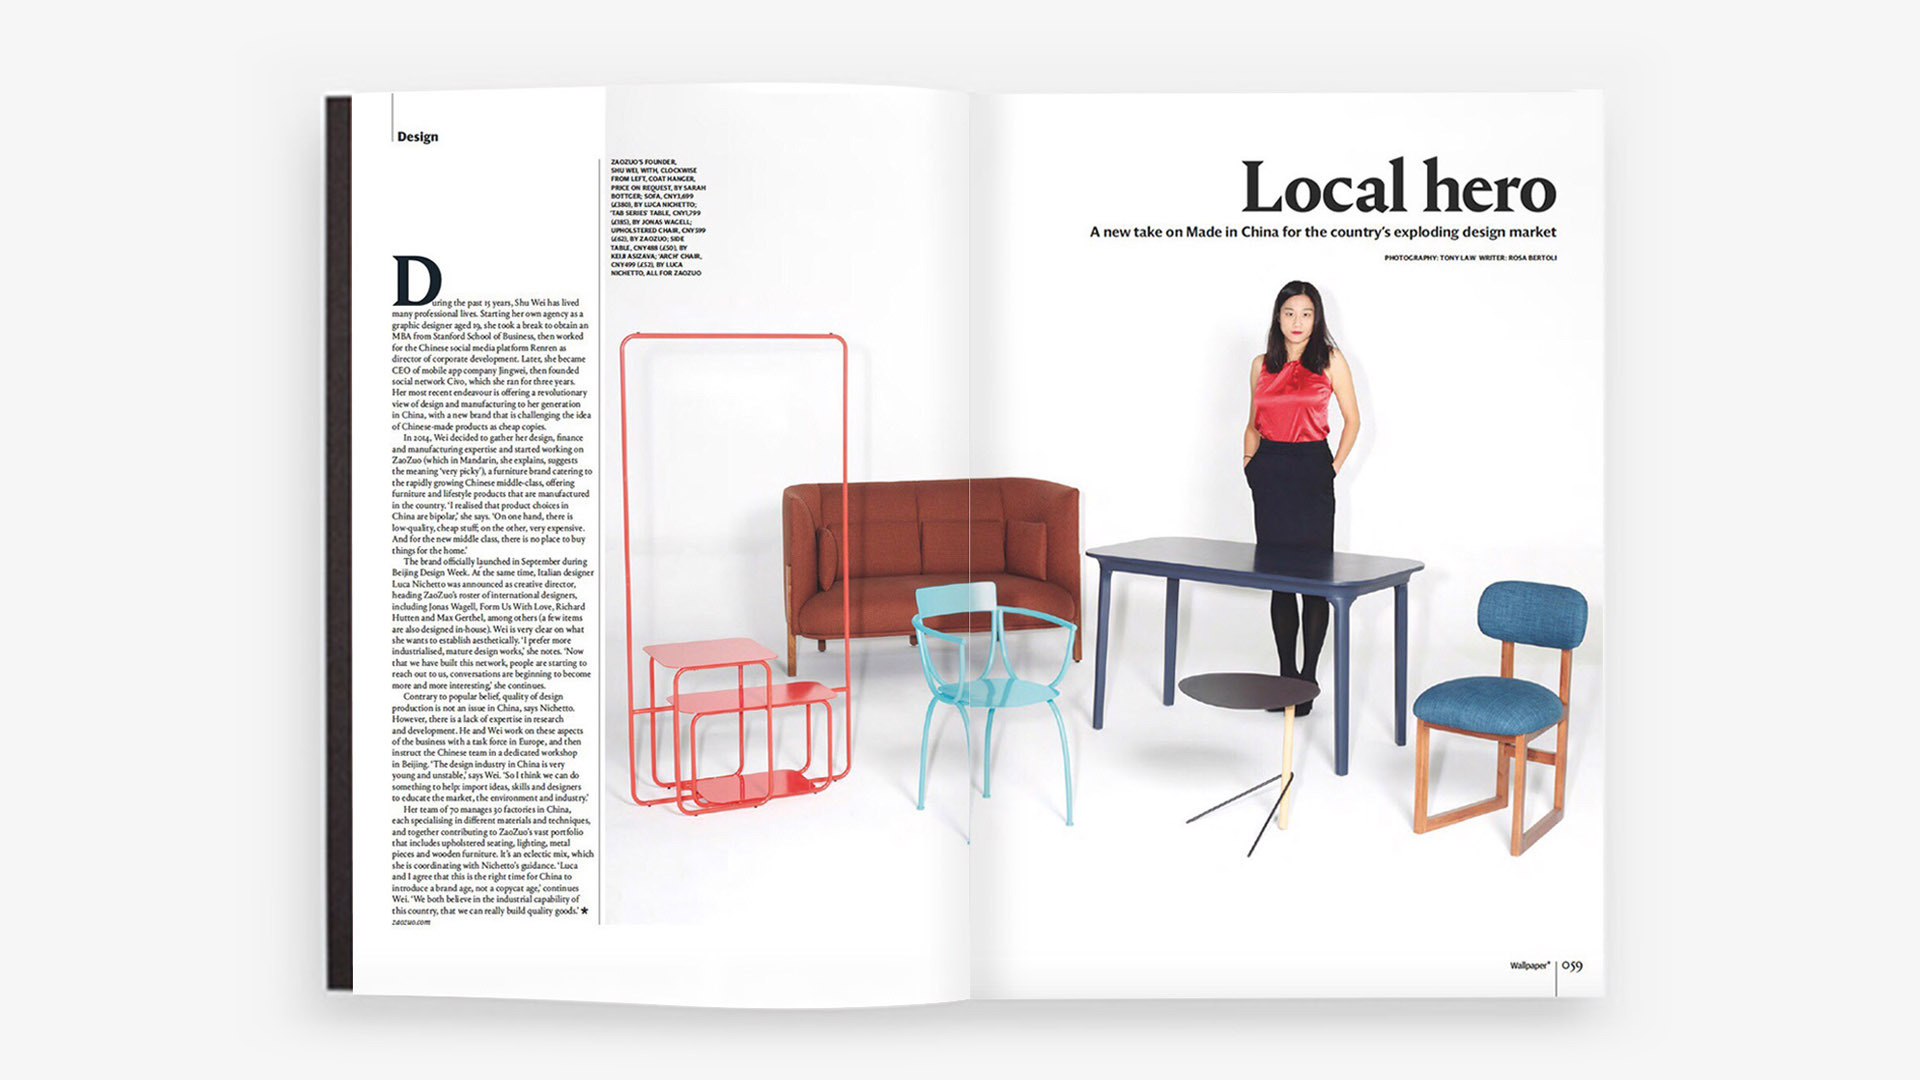 Design
ZAOZUO'S FOUNDER,
SHU WEI, WITH, CLOCKWISE
FROM LEFT, COAT HANGER,
PRICE ON REQUEST, BY SARAH
BOTTGER; SOFA, CNY3,699
(£380), BY LUCA NICHETTO;
'TAB SERIES' TABLE, CNY1,799
(£185), BY JONAS WAGELL;
UPHOLSTERED CHAIR, CNY599
(£62), BY ZAOZUO; SIDE
TABLE, CNY488 (£50), BY
KEIJI ASIZAVA; 'ARCH' CHAIR,
CNY499 (£52), BY LUCA
NICHETTO, ALL FOR ZAOZUO
Local hero
A new take on Made in China for the country's exploding design market
PHOTOGRAPHY: TONY LAW WRITER: ROSA BERTOLI
During the past 15 years, Shu Wei has lived
many professional lives. Starting her own agency as a
graphic designer aged 19, she took a break to obtain an
MBA from Stanford School of Business, then worked
for the Chinese social media platform Renren as
director of corporate development. Later, she became
CEO of mobile app company Jingwei, then founded
social network Civo, which she ran for three years.
Her most recent endeavour is offering a revolutionary
view of design and manufacturing to her generation
in China, with a new brand that is challenging the idea
of Chinese-made products as cheap copies.
In 2014, Wei decided to gather her design, finance
and manufacturing expertise and started working on
ZaoZuo (which in Mandarin, she explains, suggests
the meaning 'very picky'), a furniture brand catering to
the rapidly growing Chinese middle-class, offering
furniture and lifestyle products that are manufactured
in the country. 'I realised that product choices in
China are bipolar,' she says. 'On one hand, there is
low-quality, cheap stuff; on the other, very expensive.
And for the new middle class, there is no place to buy
things for the home.'
The brand officially launched in September during
Beijing Design Week. At the same time, Italian designer
Luca Nichetto was announced as creative director,
heading ZaoZuo's roster of international designers,
including Jonas Wagell, Form Us With Love, Richard
Hutten and Max Gerthel, among others (a few items
are also designed in-house). Wei is very clear on what
she wants to establish aesthetically. 'I prefer more
industrialised, mature design works,' she notes. 'Now
that we have built this network, people are starting to
reach out to us, conversations are beginning to become
more and more interesting,' she continues.
Contrary to popular belief, quality of design
production is not an issue in China, says Nichetto.
However, there is a lack of expertise in research
and development. He and Wei work on these aspects
of the business with a task force in Europe, and then
instruct the Chinese team in a dedicated workshop
in Beijing. 'The design industry in China is very
young and unstable,' says Wei. 'So I think we can do
something to help: import ideas, skills and designers
to educate the market, the environment and industry.'
Her team of 70 manages 30 factories in China,
each specialising in different materials and techniques,
and together contributing to ZaoZuo's vast portfolio
that includes upholstered seating, lighting, metal
pieces and wooden furniture. It's an eclectic mix, which
she is coordinating with Nichetto's guidance. 'Luca
and I agree that this is the right time for China to
introduce a brand age, not a copycat age,' continues
Wei. 'We both believe in the industrial capability of
this country, that we can really build quality goods.' ★
zaozuo.com
Wallpaper* | 059